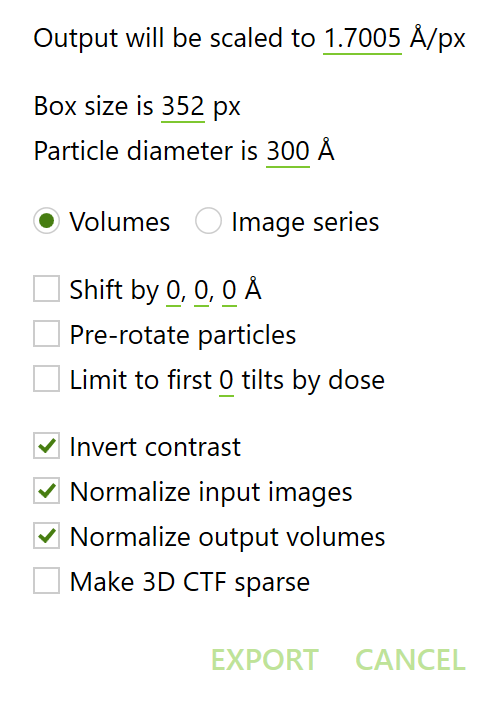 Output will be scaled to 1.7005 Å/px
Box size is 352 px
Particle diameter is 300 Å
Volumes Image series
Shift by 0, 0, 0 Å
Pre-rotate particles
Limit to first 0 tilts by dose
Invert contrast
Normalize input images
Normalize output volumes
Make 3D CTF sparse
EXPORT CANCEL